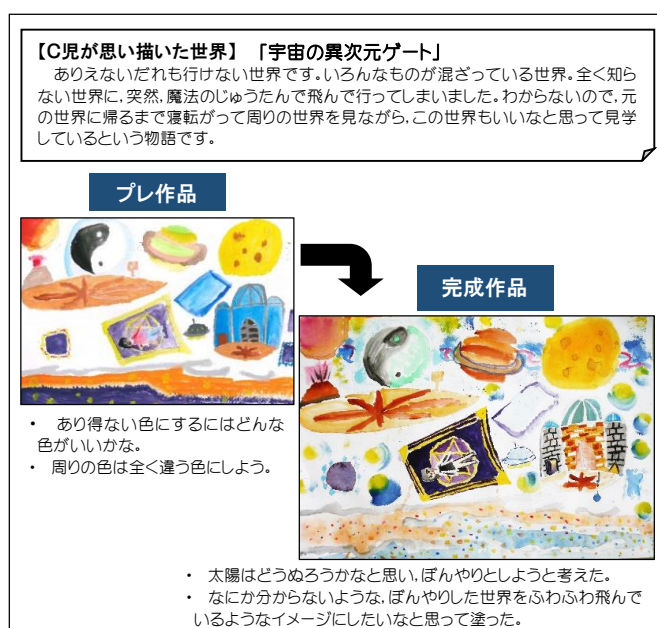 【C児が思い描いた世界】 「宇宙の異次元ゲート」
ありえないだれも行けない世界です。いろんなものが混ざっている世界。全く知ら
ない世界に，突然，魔法のじゅうたんで飛んで行ってしまいました。わからないので，元
の世界に帰るまで寝転がって周りの世界を見ながら，この世界もいいなと思って見学
しているという物語です。
プレ作品
完成作品
・ あり得ない色にするにはどんな
色がいいかな。
・ 周りの色は全く違う色にしよう。
・ 太陽はどうぬろうかなと思い，ぼんやりとしようと考えた。
・ なにか分からないような，ぼんやりした世界をふわふわ飛んで
いるようなイメージにしたいなと思って塗った。